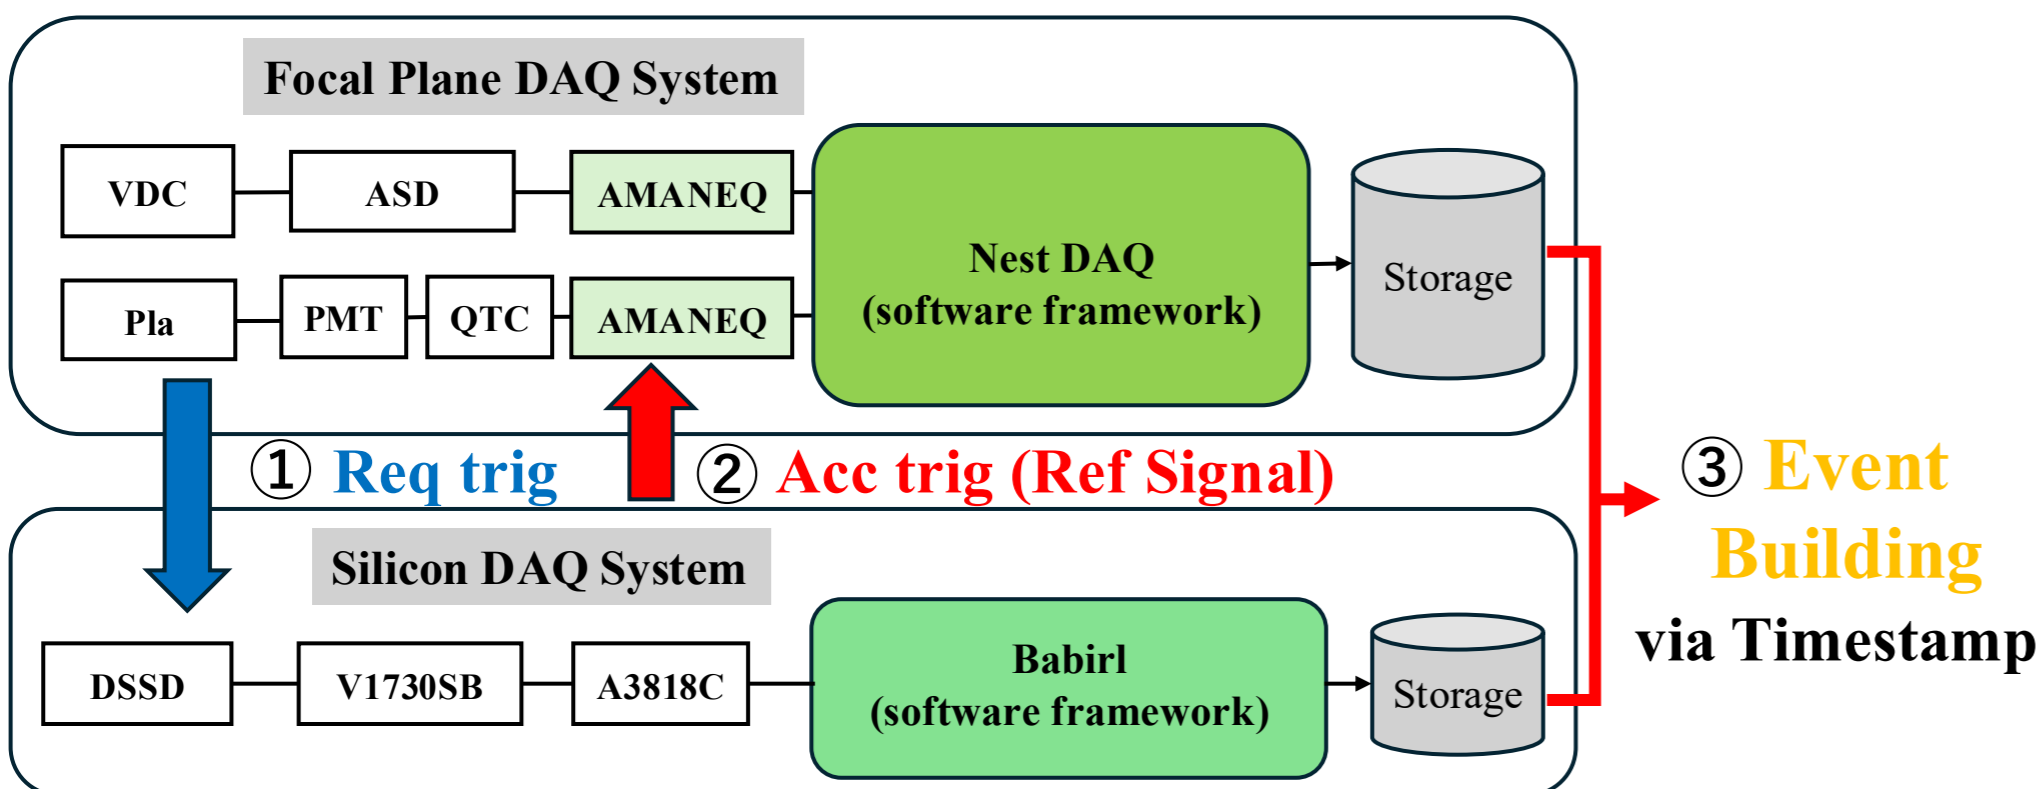 Focal Plane DAQ System
VDC
ASD
AMANEQ
Pla
PMT
QTC
AMANEQ
Nest DAQ
(software framework)
Storage
① Req trig
② Acc trig (Ref Signal)
③ Event
Building
via Timestamp
Silicon DAQ System
DSSD
V1730SB
A3818C
Babirl
(software framework)
Storage